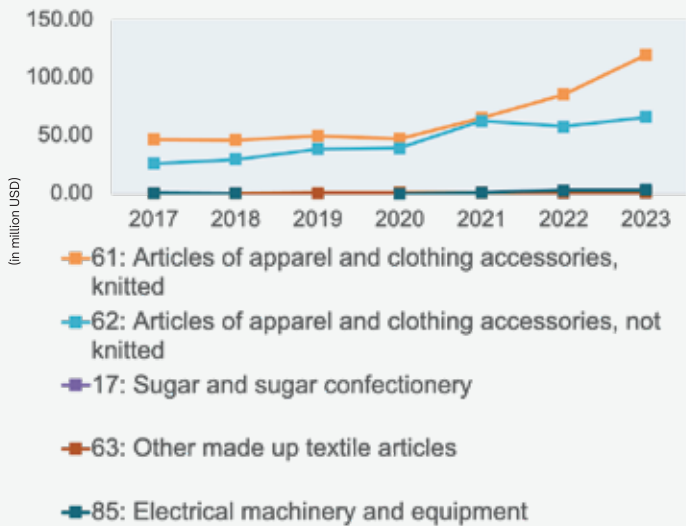 150.00
100.00
50.00
0.00
(in million USD)
2017 2018 2019 2020 2021 2022 2023
61: Articles of apparel and clothing accessories,
knitted
62: Articles of apparel and clothing accessories, not
knitted
17: Sugar and sugar confectionery
63: Other made up textile articles
85: Electrical machinery and equipment